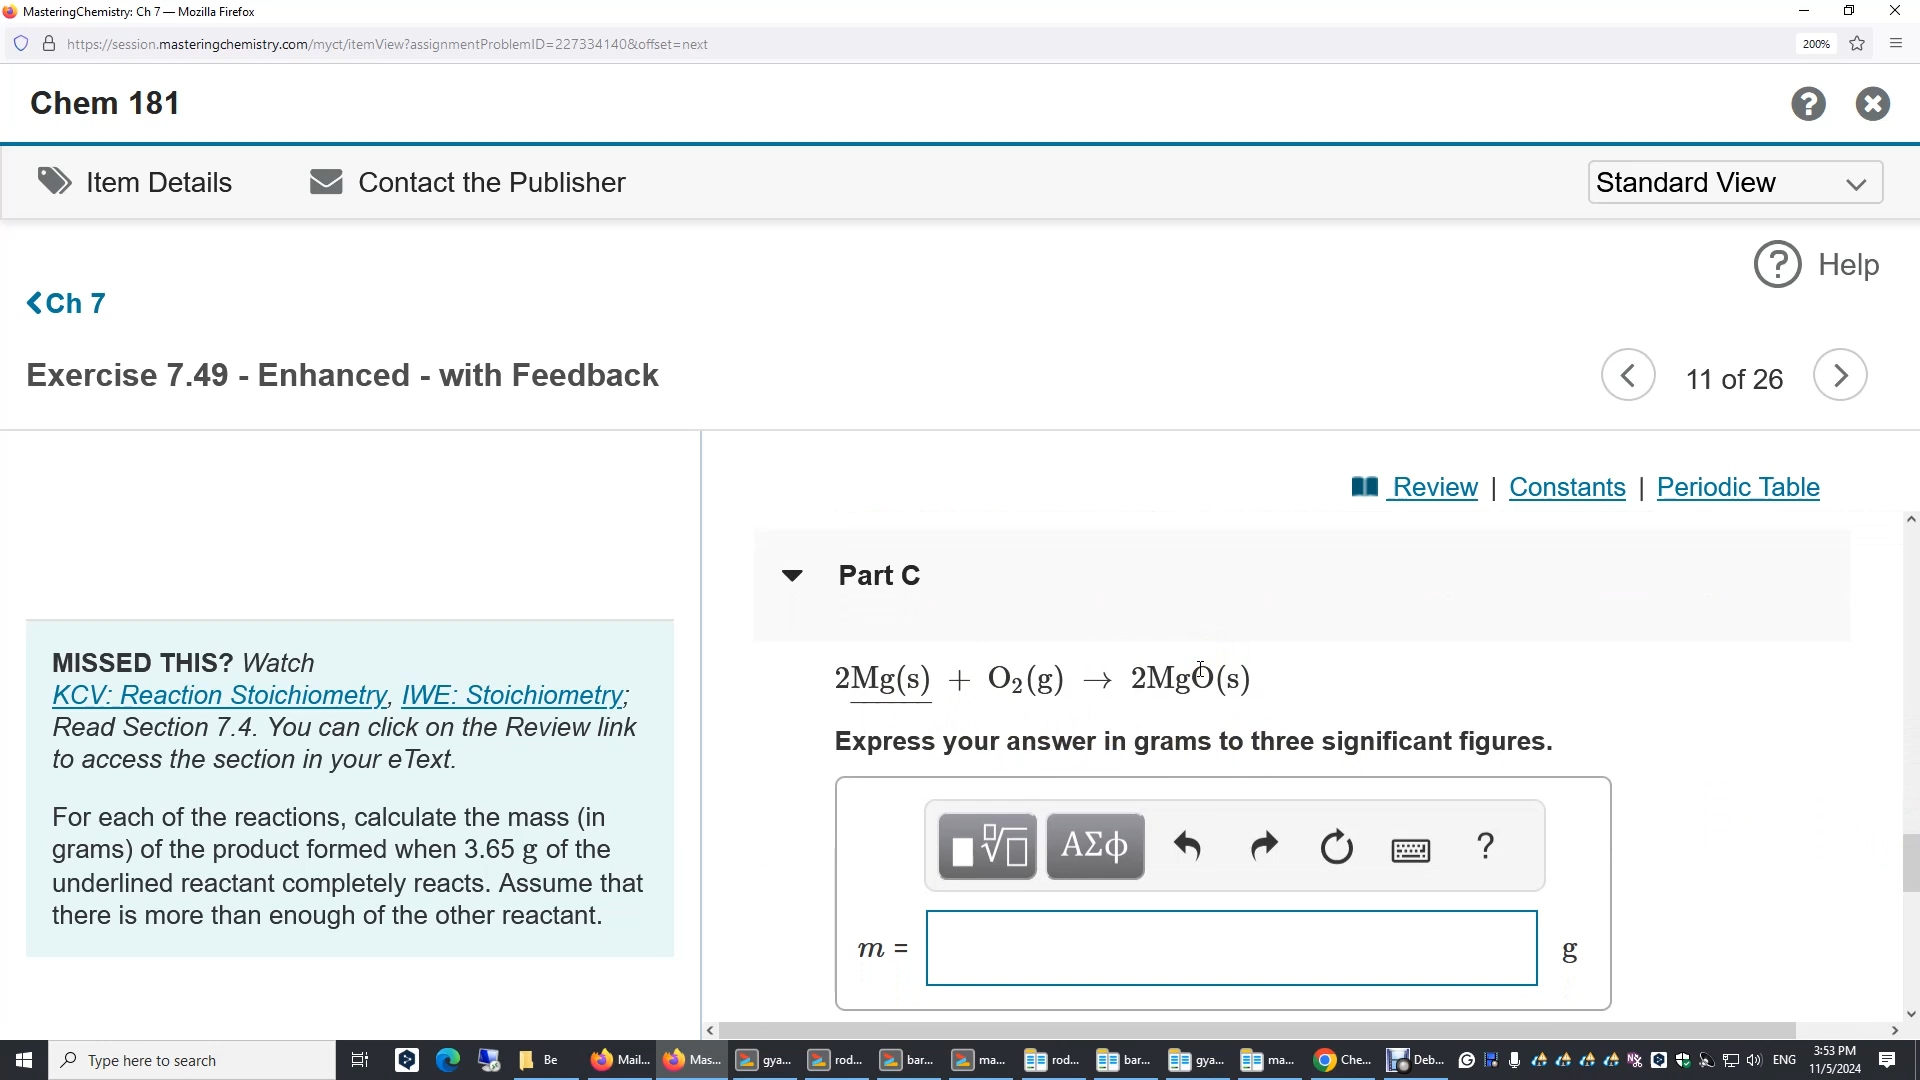 MasteringChemistry: Ch 7 — Mozilla Firefox
https://session.masteringchemistry.com/myct/itemView?assignmentProblemID=227334140&offset=next
200%
Chem 181
Item Details
Contact the Publisher
Standard View
Help
Ch 7
Exercise 7.49 - Enhanced - with Feedback
11 of 26
Review | Constants | Periodic Table
MISSED THIS? Watch
KCV: Reaction Stoichiometry, IWE: Stoichiometry;
Read Section 7.4. You can click on the Review link
to access the section in your eText.
For each of the reactions, calculate the mass (in
grams) of the product formed when 3.65 g of the
underlined reactant completely reacts. Assume that
there is more than enough of the other reactant.
Part C
2Mg(s) + O₂(g) → 2MgO(s)
Express your answer in grams to three significant figures.
ΑΣϕ
?
m =
g
Type here to search
Be
Mail...
Mas...
gya...
rod...
bar...
ma...
rod...
bar...
gya...
ma...
Che...
Deb...
ENG
3:53 PM
11/5/2024